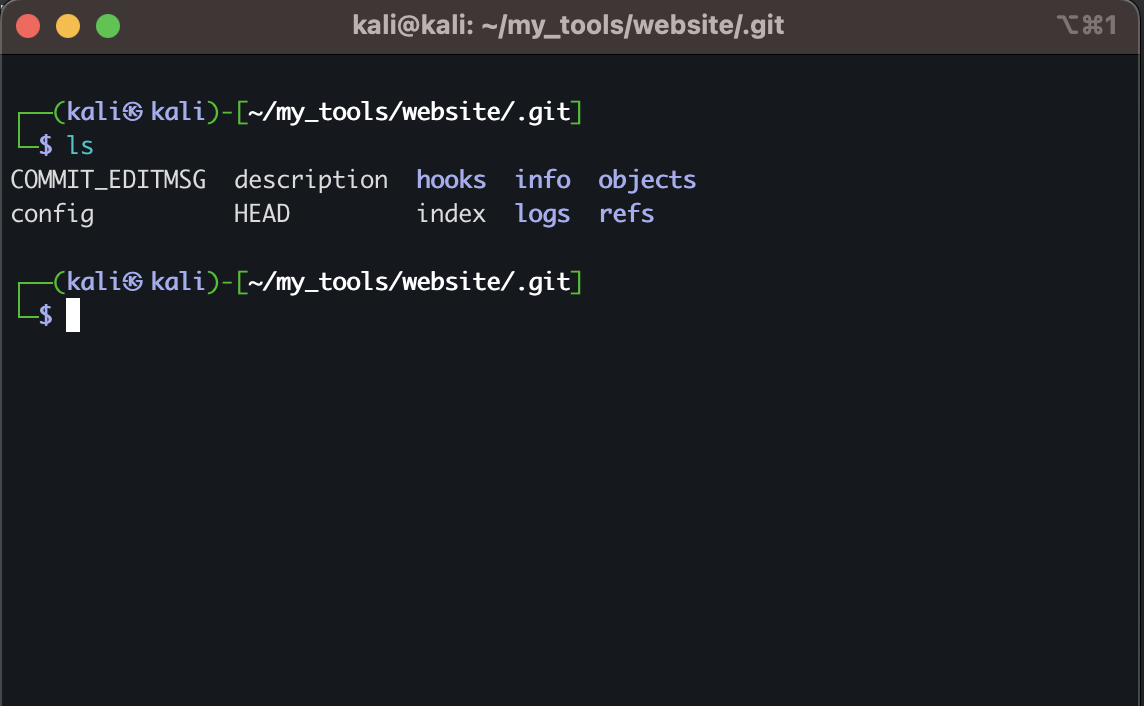 kali@kali: ~/my_tools/website/.git ⌥⌘1
┌──(kali㉿kali)-[~/my_tools/website/.git]
└─$ ls
COMMIT_EDITMSG  description  hooks  info  objects
config          HEAD         index  logs  refs
┌──(kali㉿kali)-[~/my_tools/website/.git]
└─$